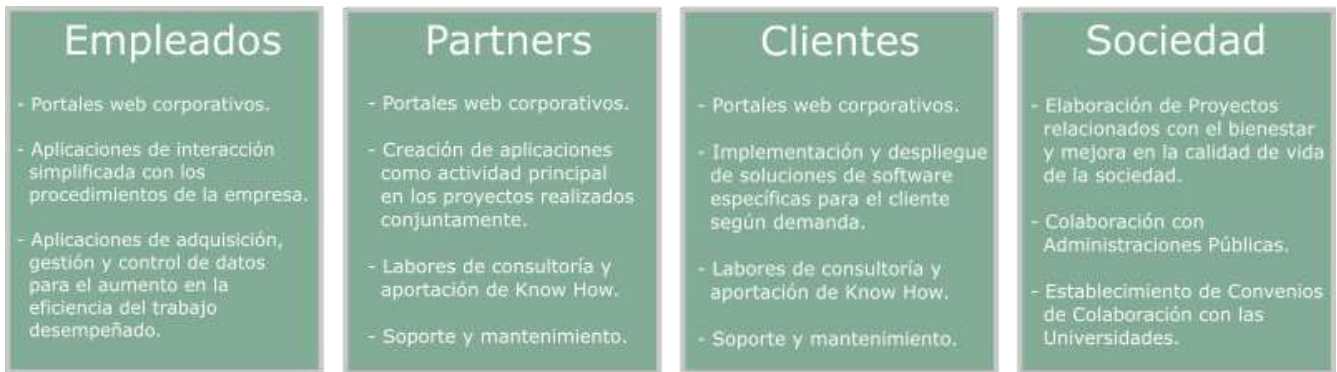 Empleados
- Portales web corporativos.
- Aplicaciones de interacción
simplificada con los
procedimientos de la empresa.
- Aplicaciones de adquisición,
gestión y control de datos
para el aumento en la
eficiencia del trabajo
desempeñado.
Partners
- Portales web corporativos.
- Creación de aplicaciones
como actividad principal
en los proyectos realizados
conjuntamente.
- Labores de consultoría y
aportación de Know How.
- Soporte y mantenimiento.
Clientes
- Portales web corporativos.
- Implementación y despliegue
de soluciones de software
específicas para el cliente
según demanda.
- Labores de consultoría y
aportación de Know How.
- Soporte y mantenimiento.
Sociedad
- Elaboración de Proyectos
relacionados con el bienestar
y mejora en la calidad de vida
de la sociedad.
- Colaboración con
Administraciones Públicas.
- Establecimiento de Convenios
de Colaboración con las
Universidades.